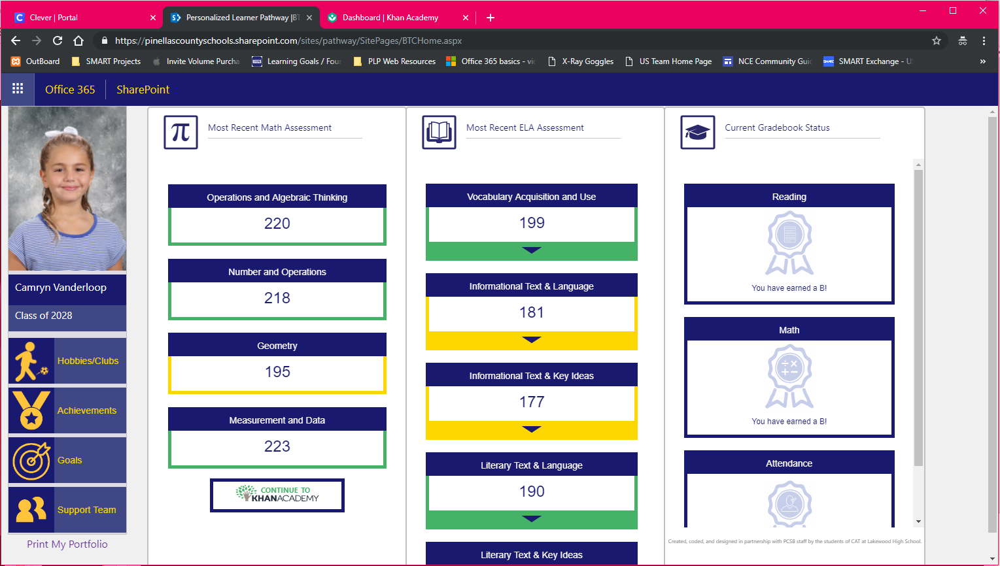 Clever | Portal
Personalized Learner Pathway |BT
Dashboard | Khan Academy
https://pinellascountyschools.sharepoint.com/sites/pathway/SitePages/BTCHome.aspx
OutBoard
SMART Projects
Invite Volume Purcha
Learning Goals / Four
PLP Web Resources
Office 365 basics - vi
X-Ray Goggles
US Team Home Page
NCE Community Gui
SMART Exchange - U
Office 365
SharePoint
Camryn Vanderloop
Class of 2028
Hobbies/Clubs
Achievements
Goals
Support Team
Print My Portfolio
π
Most Recent Math Assessment
Operations and Algebraic Thinking
220
Number and Operations
218
Geometry
195
Measurement and Data
223
CONTINUE TO
KHANACADEMY
Most Recent ELA Assessment
Vocabulary Acquisition and Use
199
Informational Text & Language
181
Informational Text & Key Ideas
177
Literary Text & Language
190
Literary Text & Key Ideas
Current Gradebook Status
Reading
You have earned a B!
Math
You have earned a B!
Attendance
Created, coded, and designed in partnership with PCSB staff by the students of CAT at Lakewood High School.